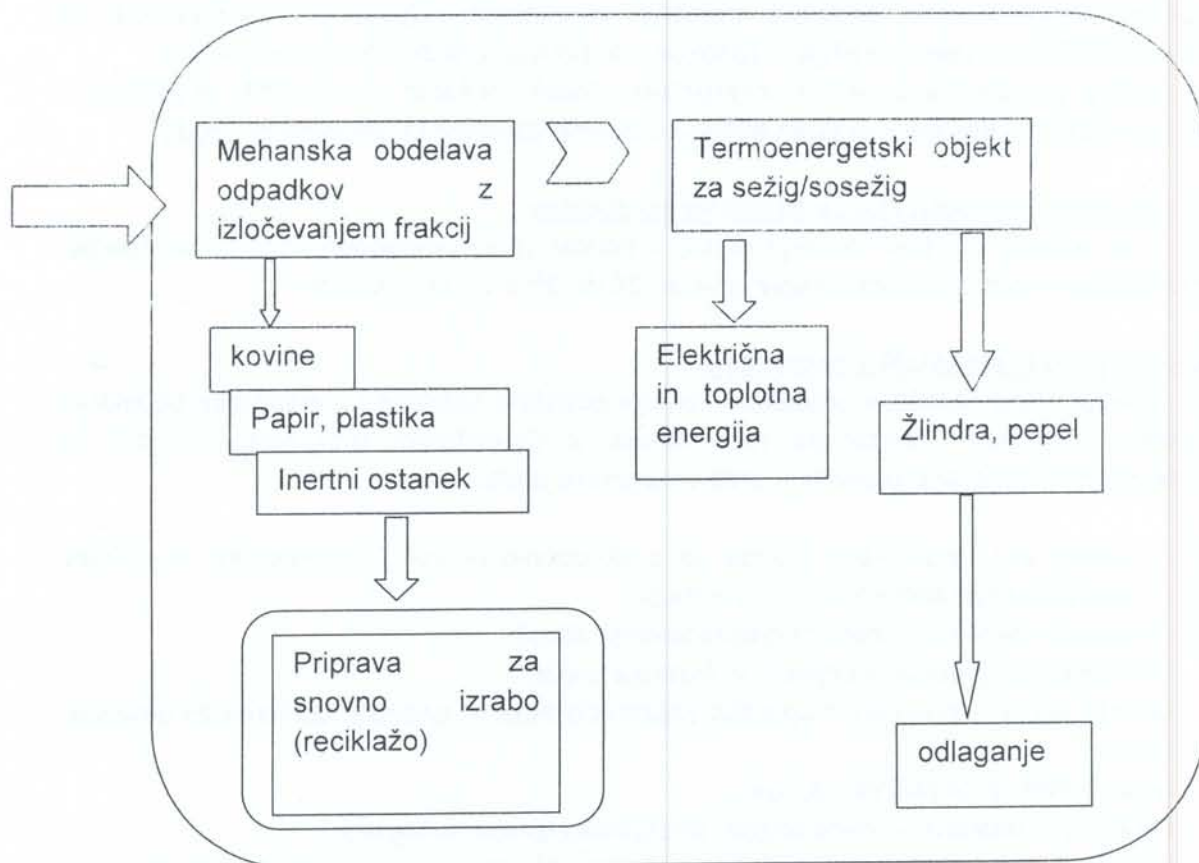 Mehanska obdelava
odpadkov z
izločevanjem frakcij
Termoenergetski objekt
za sežig/sosežig
kovine
Papir, plastika
Inertni ostanek
Električna
in toplotna
energija
Žlindra, pepel
Priprava za
snovno izrabo
(reciklažo)
odlaganje